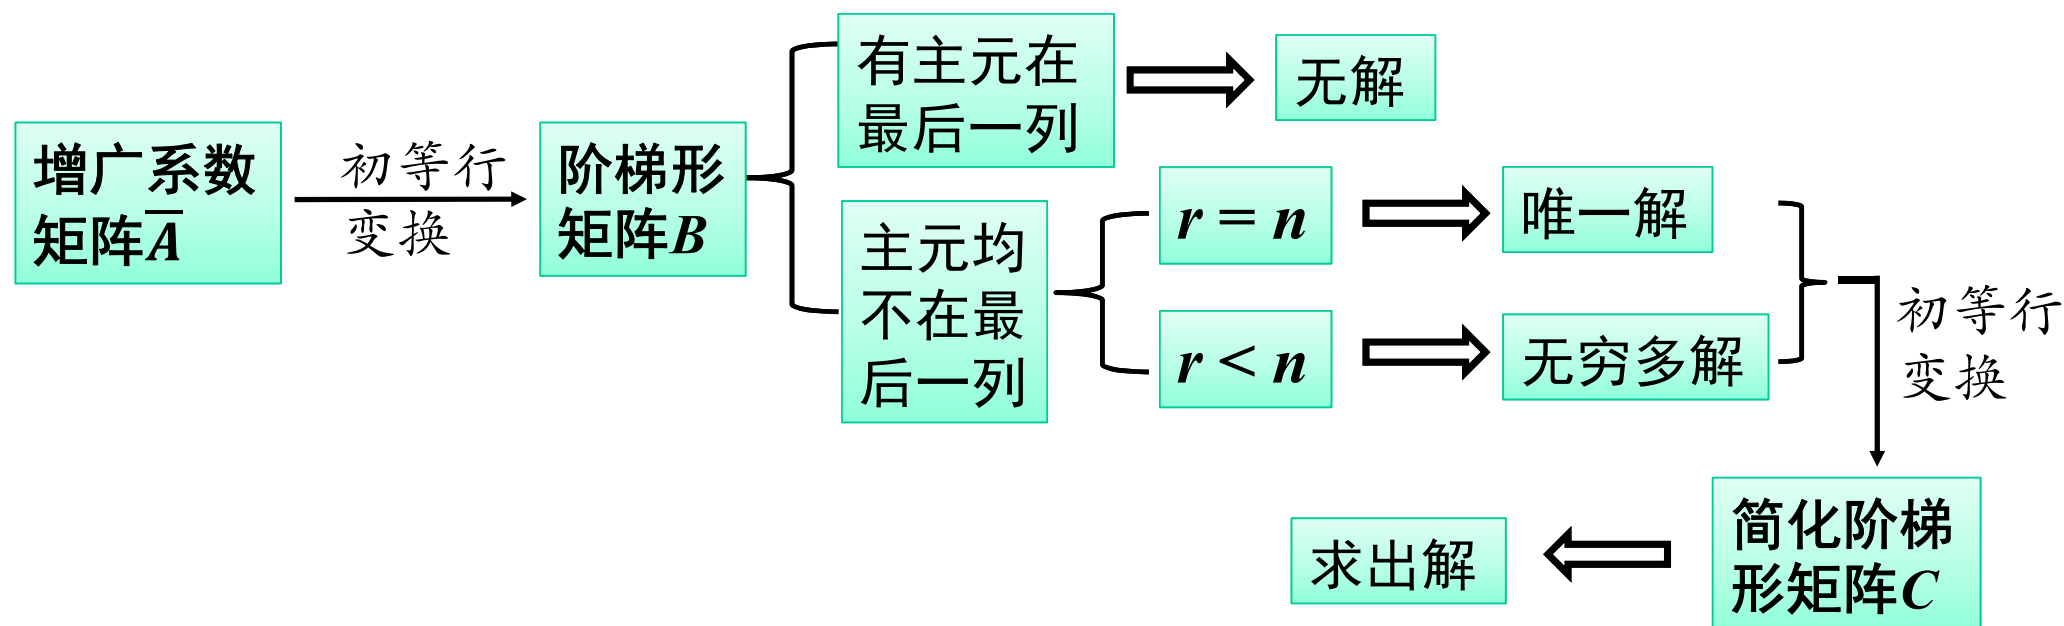 增广系数
矩阵A̅
初等行
变换
阶梯形
矩阵B
有主元在
最后一列
无解
主元均
不在最
后一列
r = n
唯一解
r < n
无穷多解
初等行
变换
简化阶梯
形矩阵C
求出解